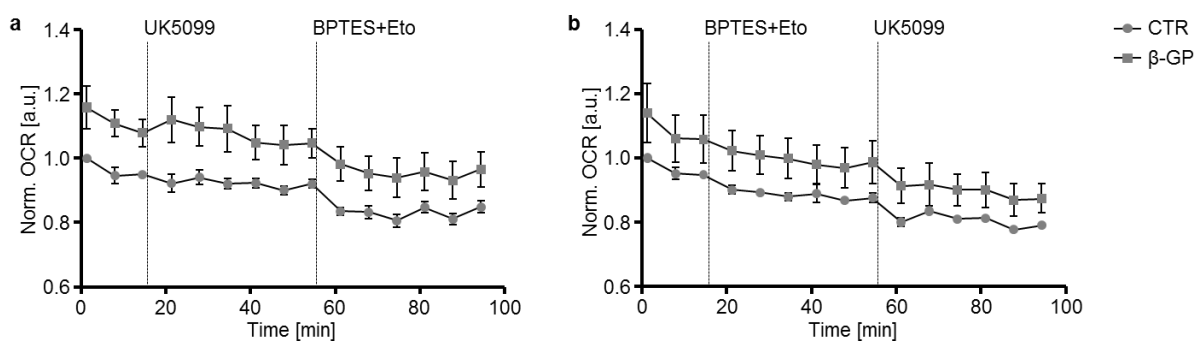 a
UK5099 BPTES+Eto
1.4
1.2
1.0
0.8
0.6
Norm. OCR [a.u.]
0 20 40 60 80 100
Time [min]
b
BPTES+Eto UK5099
1.4
1.2
1.0
0.8
0.6
Norm. OCR [a.u.]
0 20 40 60 80 100
Time [min]
CTR
β-GP